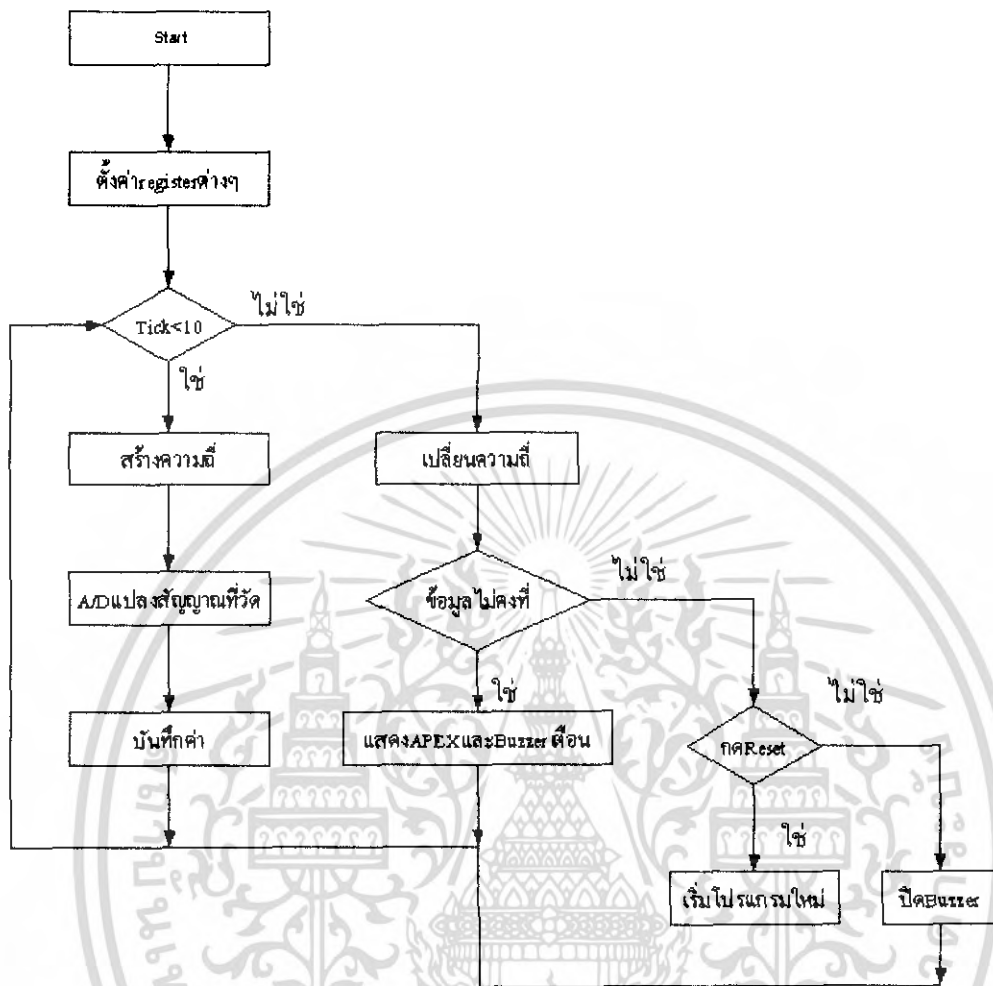 Start
ตั้งค่าregisterต่างๆ
Tick<10
ไม่ใช่
ใช่
สร้างความถี่
เปลี่ยนความถี่
A/Dแปลงสัญญาณที่วัด
ข้อมูลไม่คงที่
ไม่ใช่
ใช่
บันทึกค่า
แสดงAPEXและBuzzerเตือน
กดReset
ไม่ใช่
ใช่
เริ่มโปรแกรมใหม่
ปิดBuzzer